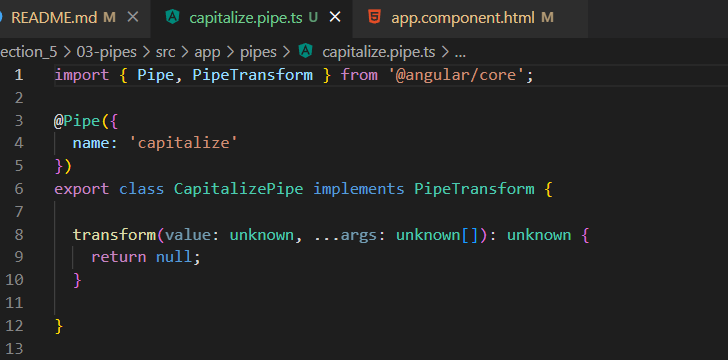 README.md M capitalize.pipe.ts U app.component.html M
ection_5 > 03-pipes > src > app > pipes > capitalize.pipe.ts > ...
1 import { Pipe, PipeTransform } from '@angular/core';
2
3 @Pipe({
4   name: 'capitalize'
5 })
6 export class CapitalizePipe implements PipeTransform {
7
8   transform(value: unknown, ...args: unknown[]): unknown {
9     return null;
10   }
11
12 }
13